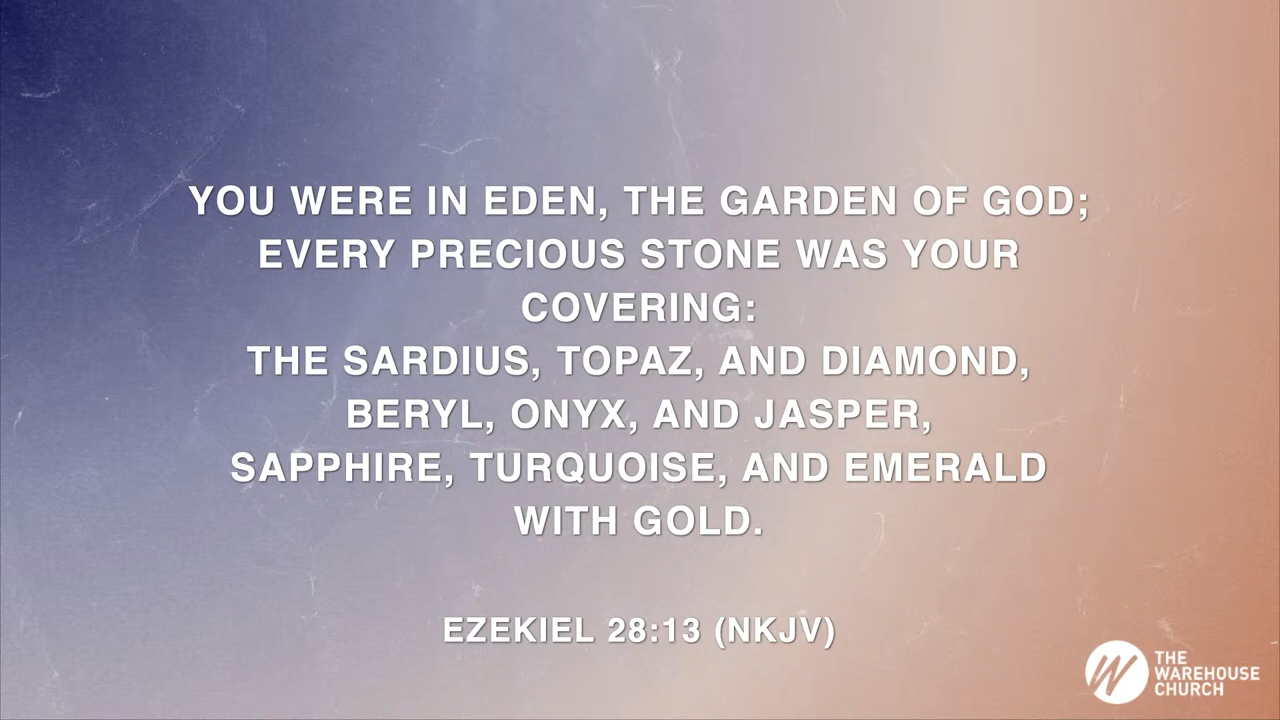 YOU WERE IN EDEN, THE GARDEN OF GOD;
EVERY PRECIOUS STONE WAS YOUR
COVERING:
THE SARDIUS, TOPAZ, AND DIAMOND,
BERYL, ONYX, AND JASPER,
SAPPHIRE, TURQUOISE, AND EMERALD
WITH GOLD.
EZEKIEL 28:13 (NKJV)
THE
WAREHOUSE
CHURCH